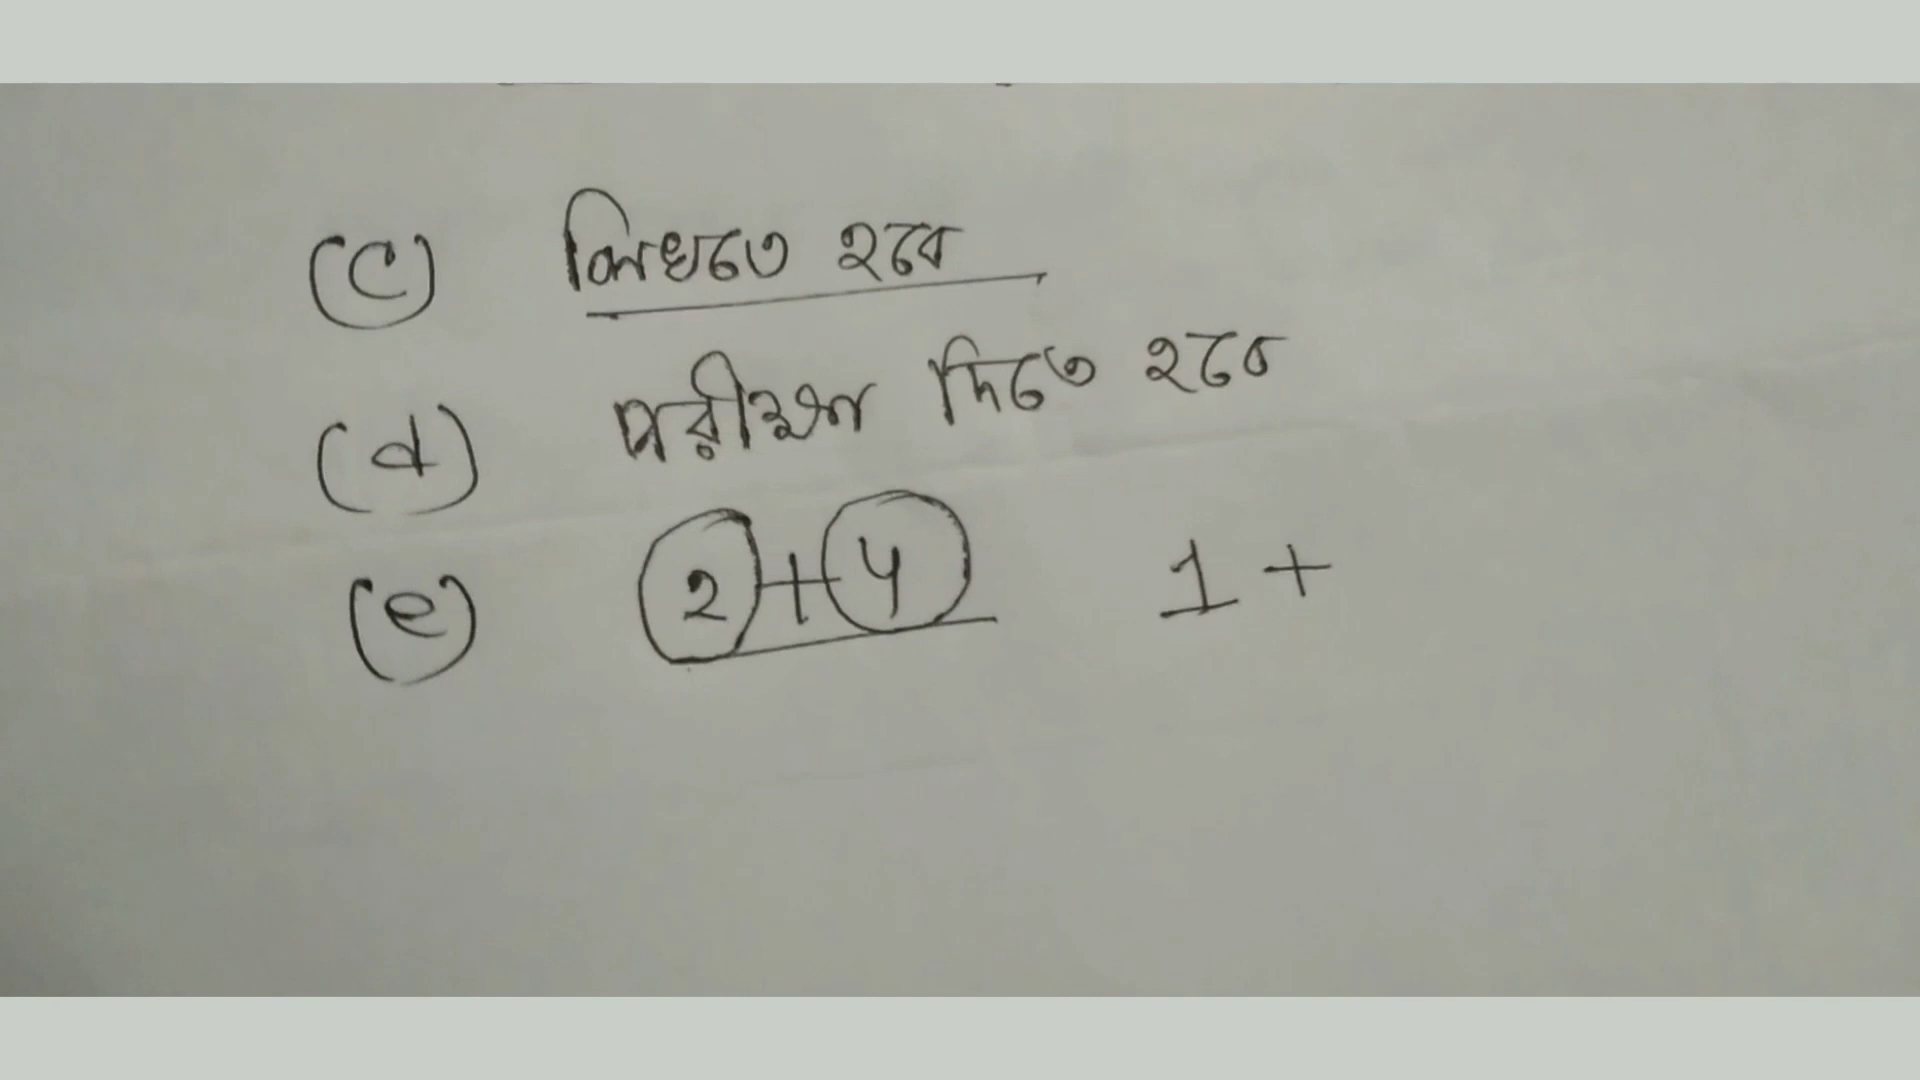 (c) লিখতে হবে
(d) পরীক্ষা দিতে হবে
(e) 2+4 1+